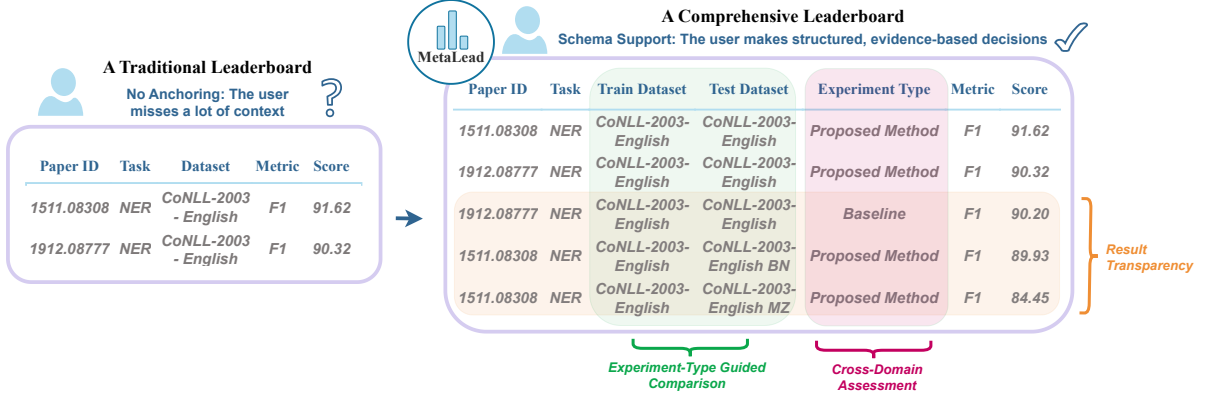 A Traditional Leaderboard
No Anchoring: The user
misses a lot of context
?
Paper ID Task Dataset Metric Score
1511.08308 NER CoNLL-2003 - English F1 91.62
1912.08777 NER CoNLL-2003 - English F1 90.32
MetaLead
A Comprehensive Leaderboard
Schema Support: The user makes structured, evidence-based decisions
Paper ID Task Train Dataset Test Dataset Experiment Type Metric Score
1511.08308 NER CoNLL-2003-English CoNLL-2003-English Proposed Method F1 91.62
1912.08777 NER CoNLL-2003-English CoNLL-2003-English Proposed Method F1 90.32
1912.08777 NER CoNLL-2003-English CoNLL-2003-English Baseline F1 90.20
1511.08308 NER CoNLL-2003-English CoNLL-2003-English BN Proposed Method F1 89.93
1511.08308 NER CoNLL-2003-English CoNLL-2003-English MZ Proposed Method F1 84.45
Result
Transparency
Experiment-Type Guided
Comparison
Cross-Domain
Assessment